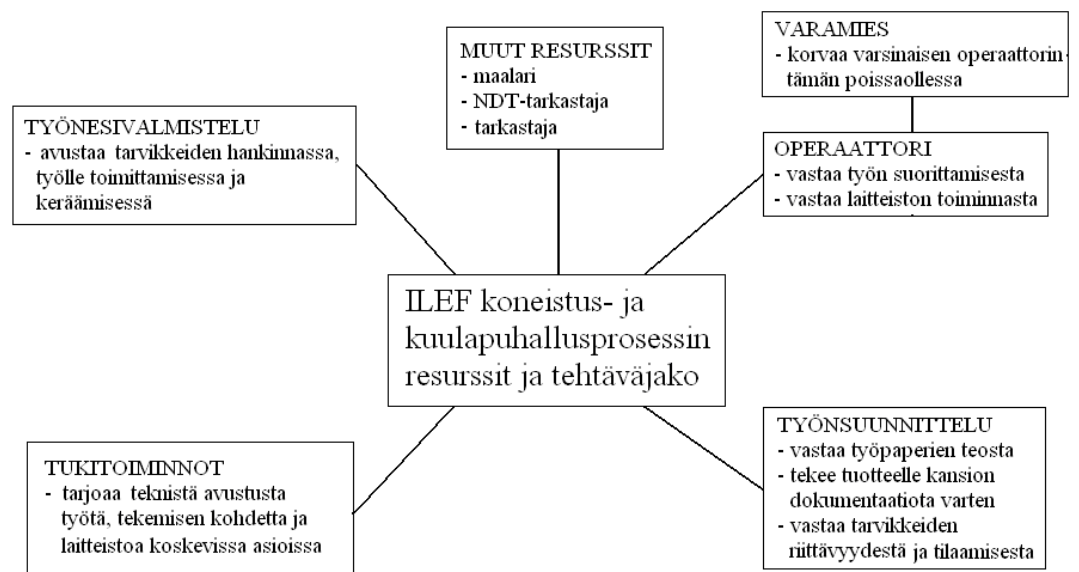 MUUT RESURSSIT
- maalari
- NDT-tarkastaja
- tarkastaja
VARAMIES
- korvaa varsinaisen operaattorin
tämän poissaollessa
TYÖNESIVALMISTELU
- avustaa tarvikkeiden hankinnassa,
työlle toimittamisessa ja
keräämisessä
OPERAATTORI
- vastaa työn suorittamisesta
- vastaa laitteiston toiminnasta
ILEF koneistus- ja
kuulapuhallusprosessin
resurssit ja tehtäväjako
TUKITOIMINNOT
- tarjoaa teknistä avustusta
työtä, tekemisen kohdetta ja
laitteistoa koskevissa asioissa
TYÖNSUUNNITTELU
- vastaa työpaperien teosta
- tekee tuotteelle kansion
dokumentaatiota varten
- vastaa tarvikkeiden
riittävyydestä ja tilaamisesta